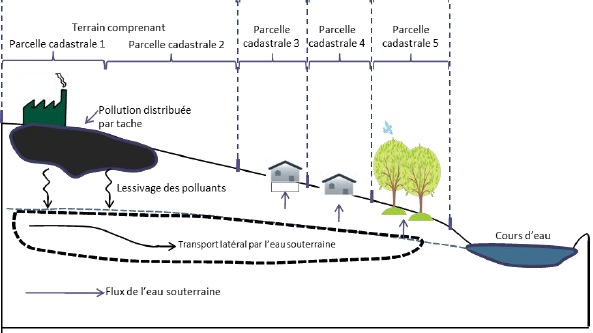 Terrain comprenant
Parcelle cadastrale 1
Parcelle cadastrale 2
Parcelle
cadastrale 3
Parcelle
cadastrale 4
Parcelle
cadastrale 5
Pollution distribuée
par tache
Lessivage des polluants
Transport latéral par l'eau souterraine
Cours d'eau
Flux de l'eau souterraine